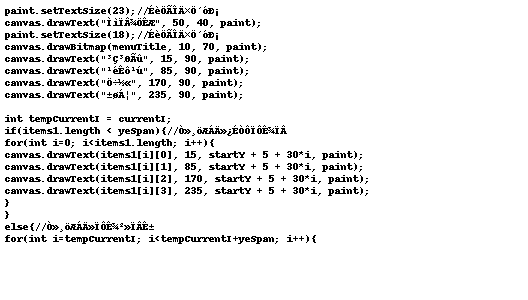 paint.setTextSize(23);//ÉèÖÃÎÄ×Ö´óÐ¡
canvas.drawText("ÌìÏÂ¾ÖÊÆ", 50, 40, paint);
paint.setTextSize(18);//ÉèÖÃÎÄ×Ö´óÐ¡
canvas.drawBitmap(menuTitle, 10, 70, paint);
canvas.drawText("³Ç³ØÃû", 15, 90, paint);
canvas.drawText("¹éÊô¹ú", 85, 90, paint);
canvas.drawText("Ö÷½«", 170, 90, paint);
canvas.drawText("±øÁ¦", 235, 90, paint);
int tempCurrentI = currentI;
if(items1.length < yeSpan){//Ò»¸öÆÁÄ»¿ÉÒÔÏÔÊ¾ÏÂ
for(int i=0; i<items1.length; i++){
canvas.drawText(items1[i][0], 15, startY + 5 + 30*i, paint);
canvas.drawText(items1[i][1], 85, startY + 5 + 30*i, paint);
canvas.drawText(items1[i][2], 170, startY + 5 + 30*i, paint);
canvas.drawText(items1[i][3], 235, startY + 5 + 30*i, paint);
}
}
else{//Ò»¸öÆÁÄ»ÏÔÊ¾²»ÏÂÊ±
for(int i=tempCurrentI; i<tempCurrentI+yeSpan; i++){